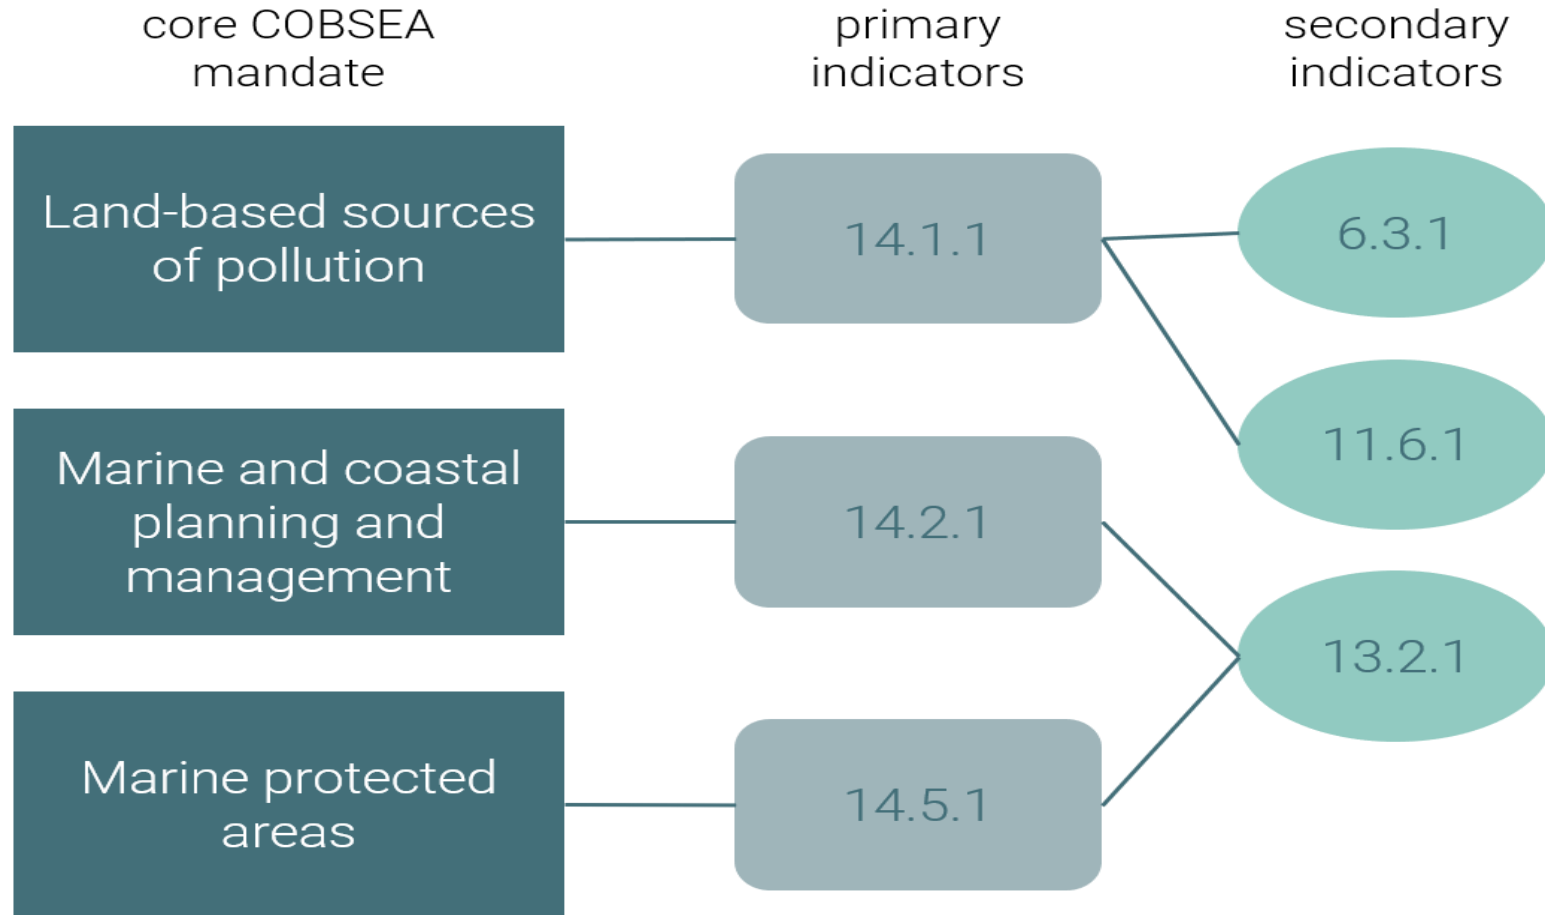 core COBSEA
mandate
primary
indicators
secondary
indicators
Land-based sources
of pollution
14.1.1
6.3.1
11.6.1
Marine and coastal
planning and
management
14.2.1
13.2.1
Marine protected
areas
14.5.1